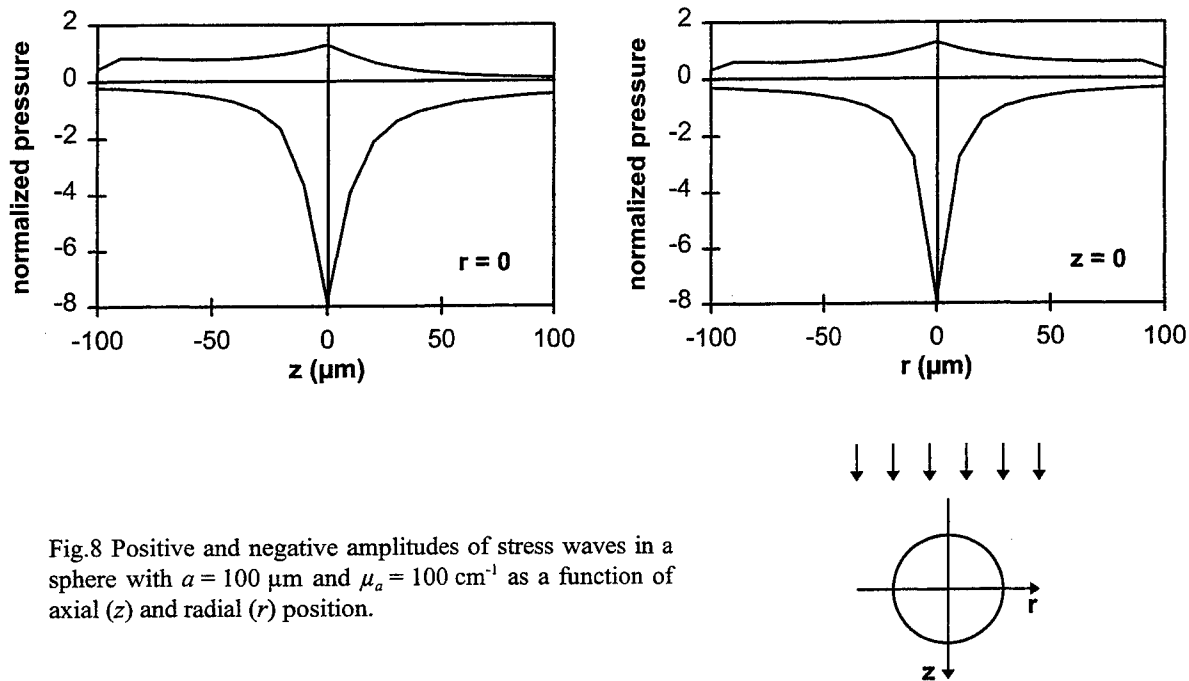 normalized pressure
2
0
-2
-4
-6
-8
r = 0
-100
-50
0
50
100
z (µm)
normalized pressure
2
0
-2
-4
-6
-8
z = 0
-100
-50
0
50
100
r (µm)
Fig.8 Positive and negative amplitudes of stress waves in a
sphere with a = 100 µm and µₐ = 100 cm⁻¹ as a function of
axial (z) and radial (r) position.
r
z